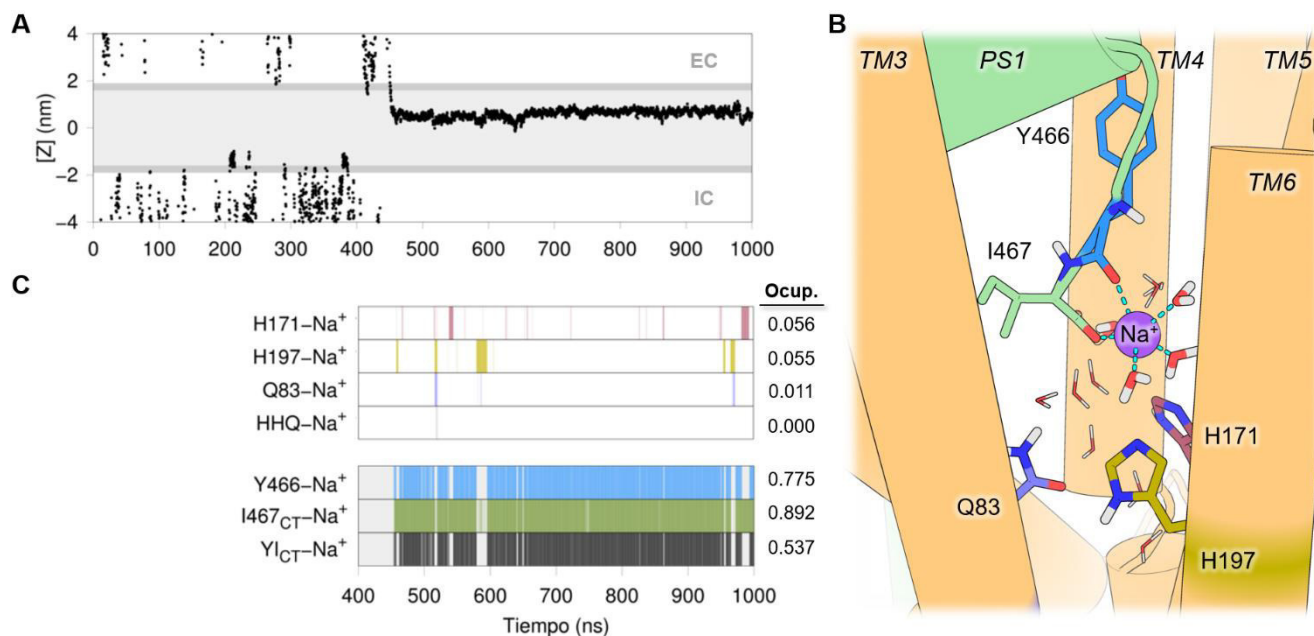 A
[Z] (nm)
4
2
0
−2
−4
EC
IC
0 100 200 300 400 500 600 700 800 900 1000
B
TM3
PS1
TM4
TM5
Y466
TM6
I467
Na+
H171
Q83
H197
C
Ocup.
H171−Na+ 0.056
H197−Na+ 0.055
Q83−Na+ 0.011
HHQ−Na+ 0.000
Y466−Na+ 0.775
I467CT−Na+ 0.892
YICT−Na+ 0.537
400 500 600 700 800 900 1000
Tiempo (ns)